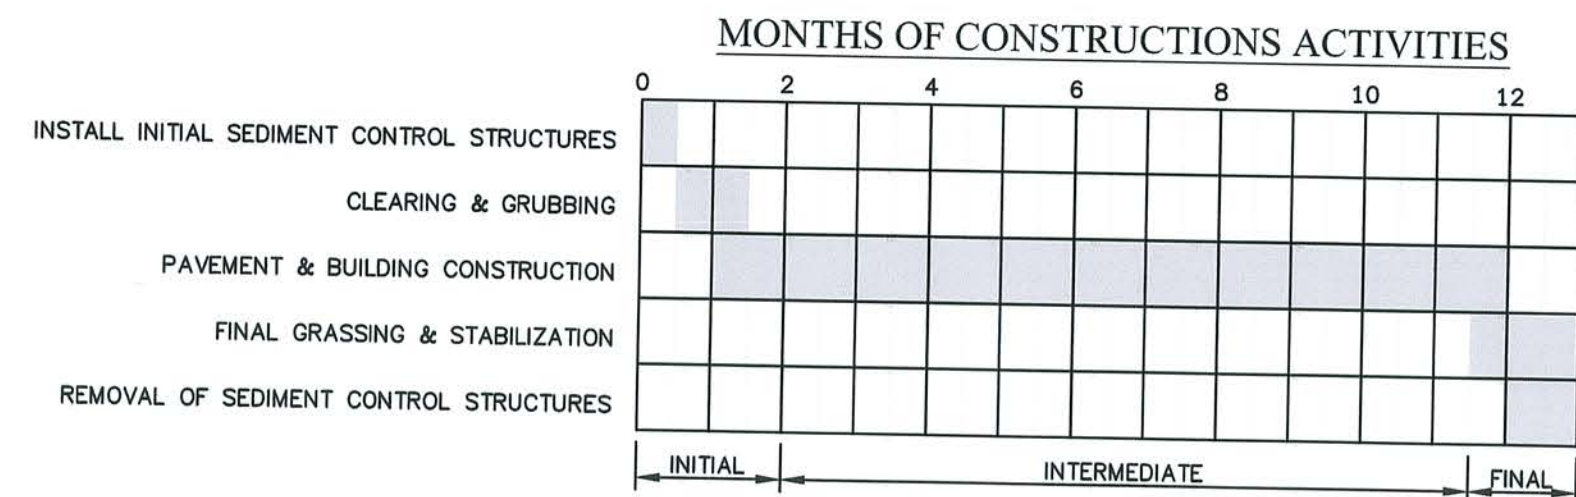 MONTHS OF CONSTRUCTIONS ACTIVITIES
0 2 4 6 8 10 12
INSTALL INITIAL SEDIMENT CONTROL STRUCTURES
CLEARING & GRUBBING
PAVEMENT & BUILDING CONSTRUCTION
FINAL GRASSING & STABILIZATION
REMOVAL OF SEDIMENT CONTROL STRUCTURES
INITIAL INTERMEDIATE FINAL